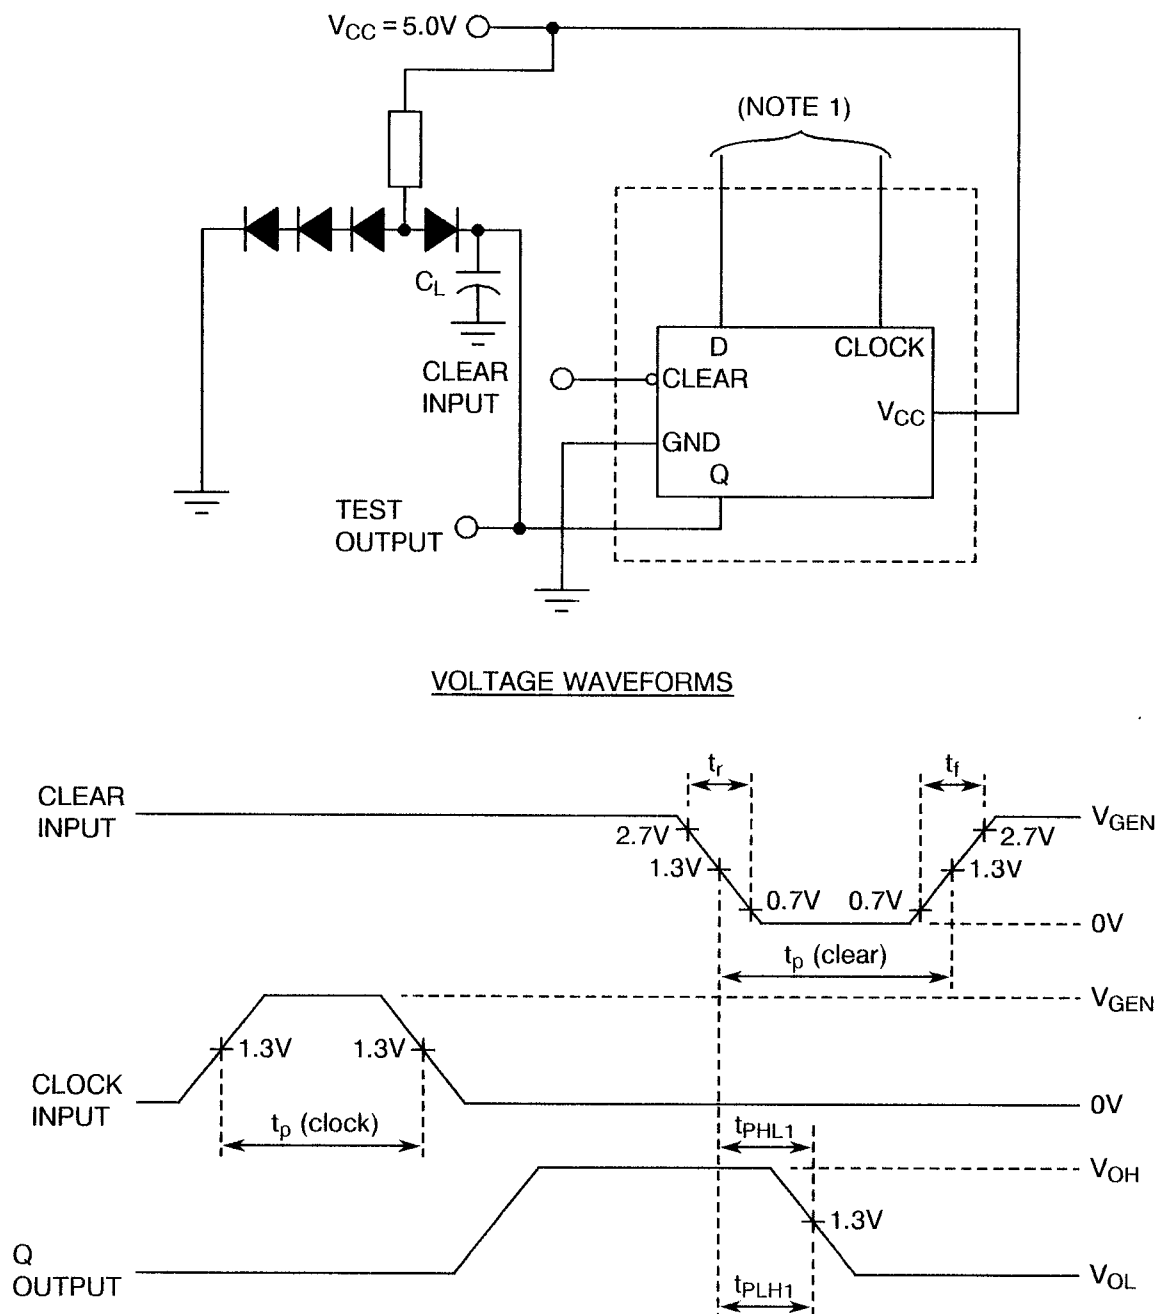 VCC = 5.0V
(NOTE 1)
CL
D
CLOCK
CLEAR
INPUT
CLEAR
VCC
GND
Q
TEST
OUTPUT
VOLTAGE WAVEFORMS
tr
tf
CLEAR
INPUT
VGEN
2.7V
2.7V
1.3V
1.3V
0.7V
0.7V
0V
tp (clear)
VGEN
1.3V
1.3V
CLOCK
INPUT
0V
tp (clock)
tPHL1
VOH
1.3V
Q
OUTPUT
VOL
tPLH1